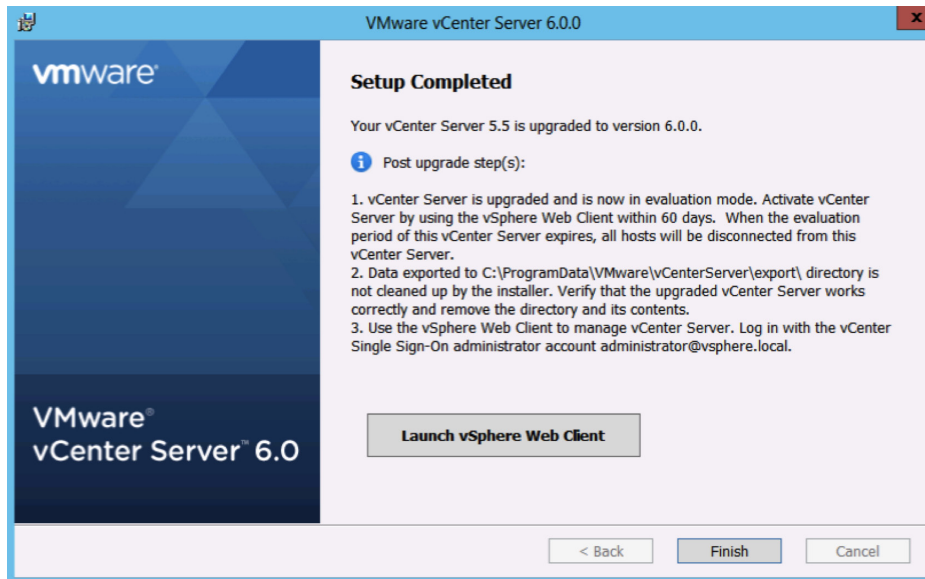 VMware vCenter Server 6.0.0
x
vmware®
Setup Completed
Your vCenter Server 5.5 is upgraded to version 6.0.0.
i Post upgrade step(s):
1. vCenter Server is upgraded and is now in evaluation mode. Activate vCenter
Server by using the vSphere Web Client within 60 days.  When the evaluation
period of this vCenter Server expires, all hosts will be disconnected from this
vCenter Server.
2. Data exported to C:\ProgramData\VMware\vCenterServer\export\ directory is
not cleaned up by the installer. Verify that the upgraded vCenter Server works
correctly and remove the directory and its contents.
3. Use the vSphere Web Client to manage vCenter Server. Log in with the vCenter
Single Sign-On administrator account administrator@vsphere.local.
VMware®
vCenter Server™ 6.0
Launch vSphere Web Client
< Back
Finish
Cancel